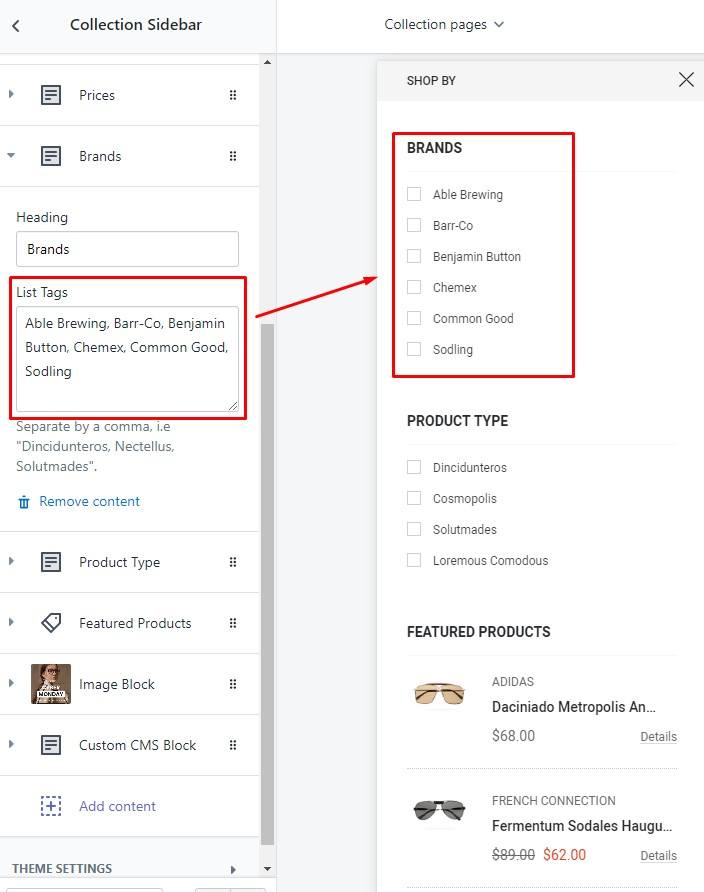 Collection Sidebar
Prices
Brands
Heading
Brands
List Tags
Able Brewing, Barr-Co, Benjamin
Button, Chemex, Common Good,
Sodling
Separate by a comma, i.e
"Dincidunteros, Nectellus,
Solutmades".
Remove content
Product Type
Featured Products
CYBER
MONDAY
Image Block
Custom CMS Block
Add content
THEME SETTINGS
Collection pages
SHOP BY
BRANDS
Able Brewing
Barr-Co
Benjamin Button
Chemex
Common Good
Sodling
PRODUCT TYPE
Dincidunteros
Cosmopolis
Solutmades
Loremous Comodous
FEATURED PRODUCTS
ADIDAS
Daciniado Metropolis An...
$68.00 Details
FRENCH CONNECTION
Fermentum Sodales Haugu...
$89.00 $62.00 Details